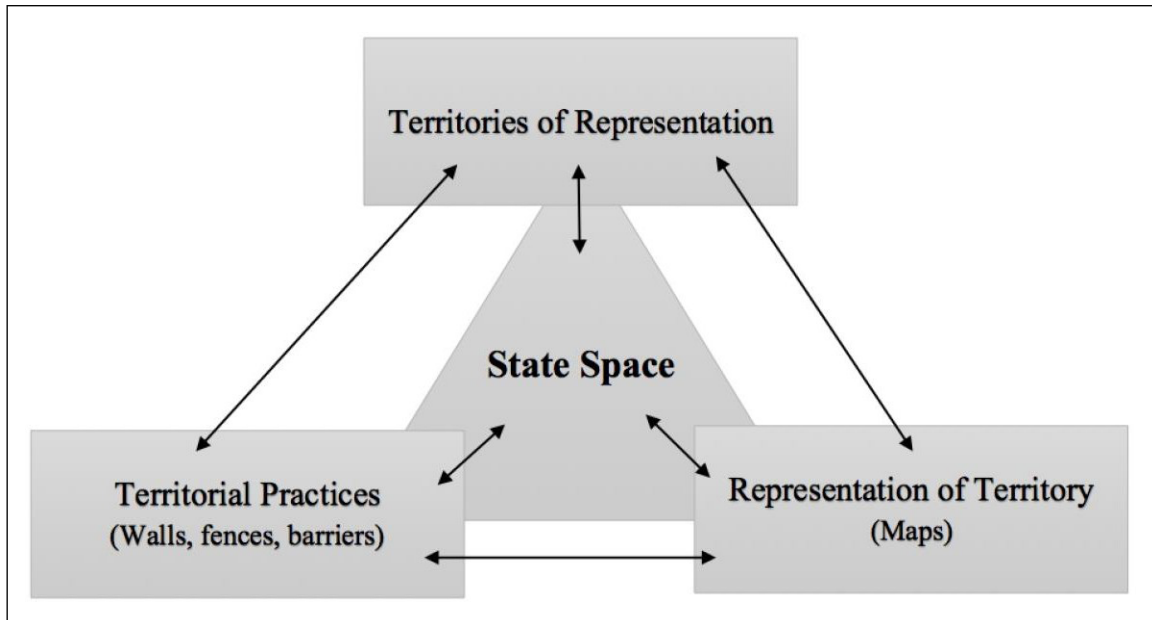 Territories of Representation
State Space
Territorial Practices
(Walls, fences, barriers)
Representation of Territory
(Maps)